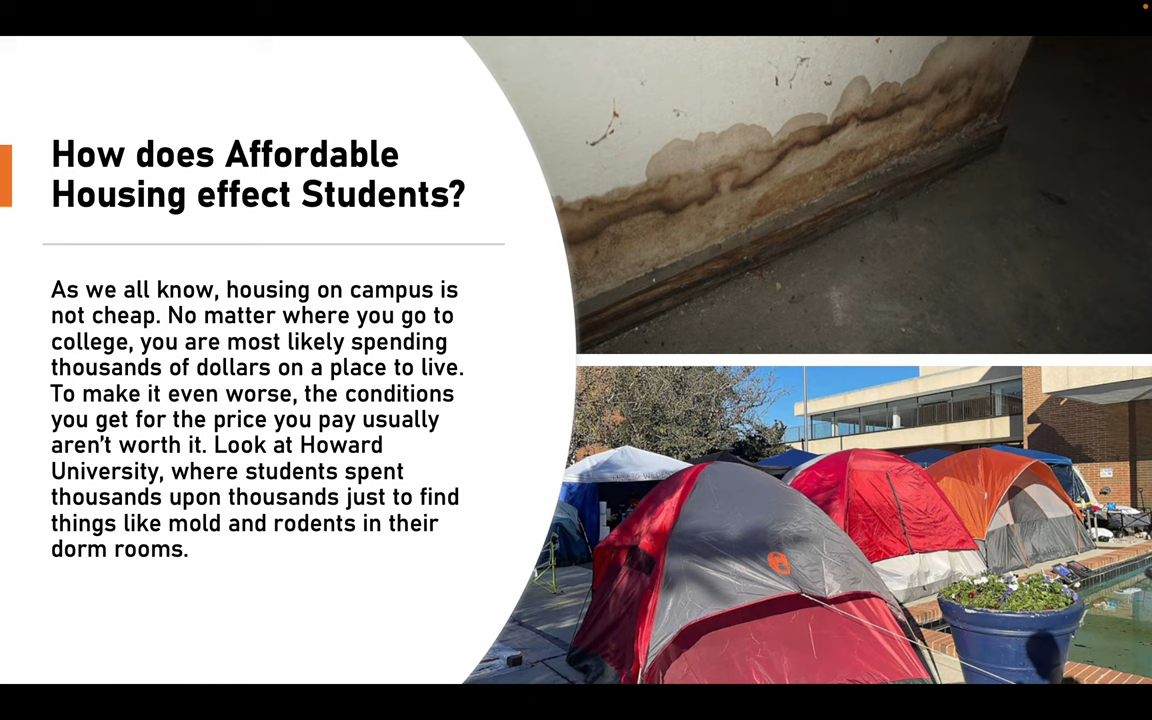 How does Affordable
Housing effect Students?
As we all know, housing on campus is
not cheap. No matter where you go to
college, you are most likely spending
thousands of dollars on a place to live.
To make it even worse, the conditions
you get for the price you pay usually
aren’t worth it. Look at Howard
University, where students spent
thousands upon thousands just to find
things like mold and rodents in their
dorm rooms.